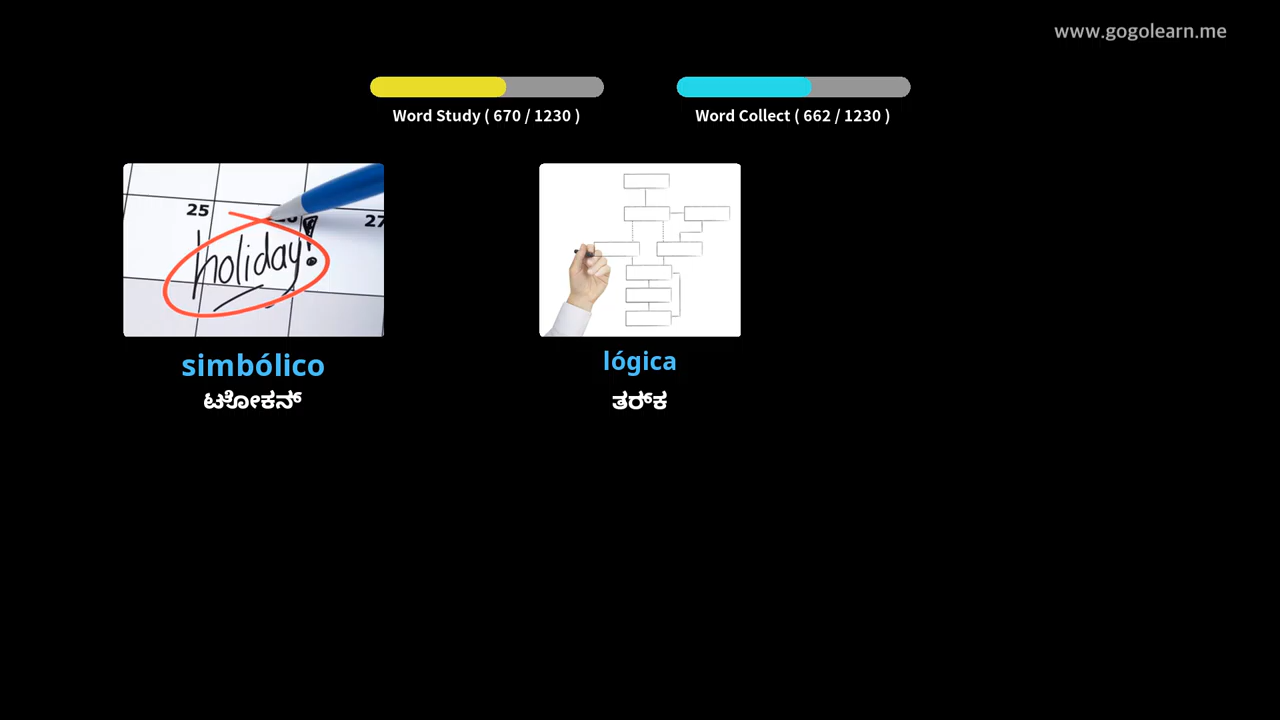 www.gogolearn.me
Word Study ( 670 / 1230 )
Word Collect ( 662 / 1230 )
25
27
holiday!
simbólico
ಟೋಕನ್
lógica
ತರ್ಕ